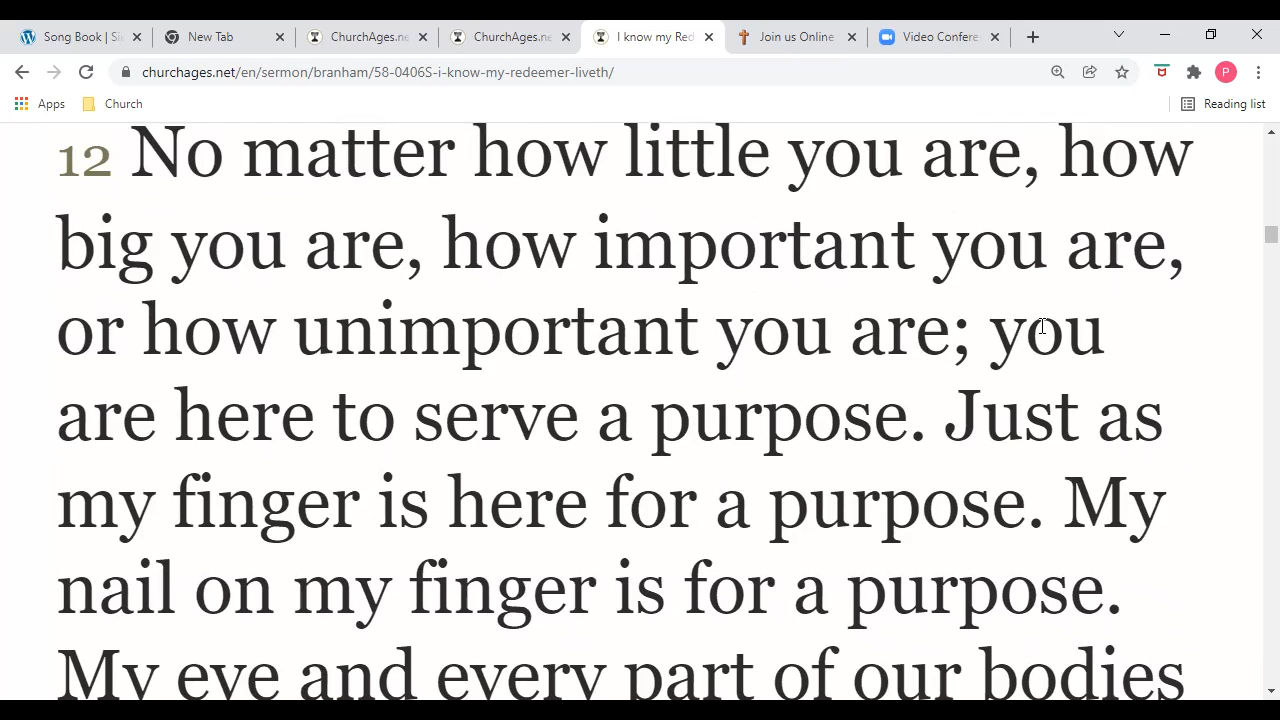 Song Book | Si
New Tab
ChurchAges.ne
ChurchAges.ne
I know my Red
Join us Online
Video Confere
churchages.net/en/sermon/branham/58-0406S-i-know-my-redeemer-liveth/
P
Apps
Church
Reading list
12 No matter how little you are, how
big you are, how important you are,
or how unimportant you are; you
are here to serve a purpose. Just as
my finger is here for a purpose. My
nail on my finger is for a purpose.
My eye and every part of our bodies